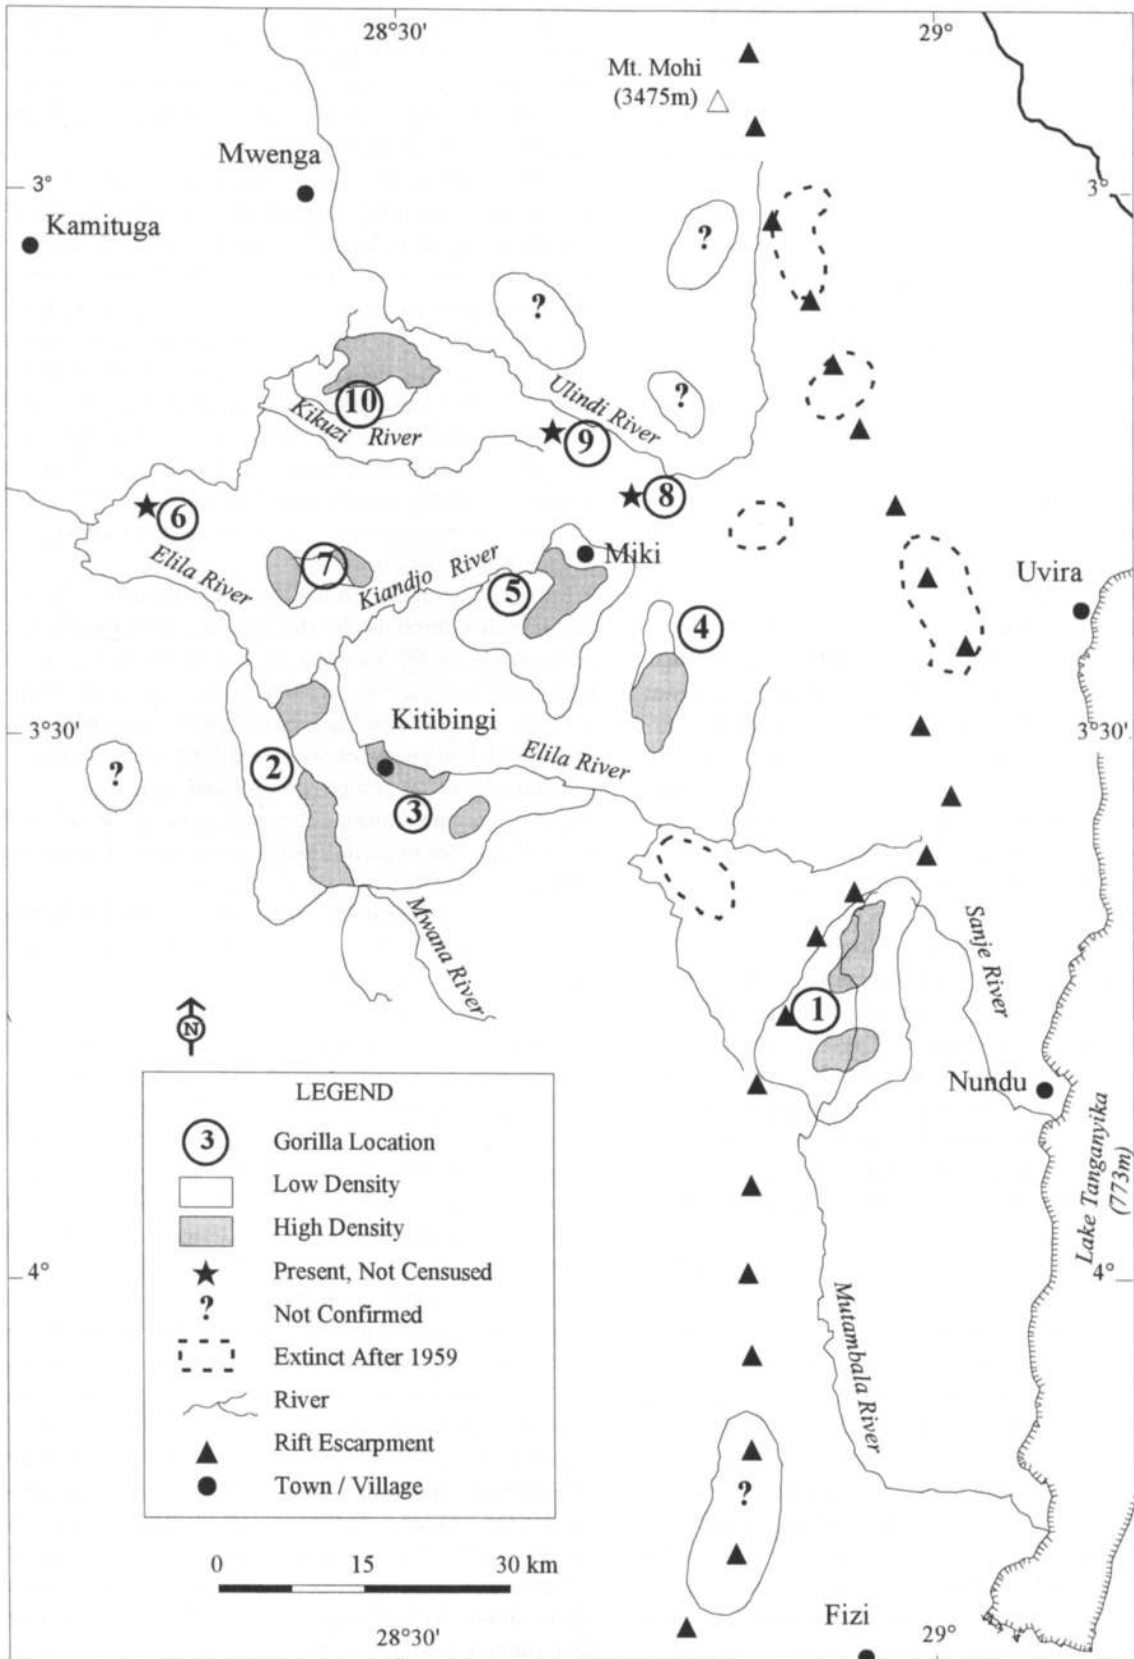 28°30'
29°
Mt. Mohi
(3475m)
Mwenga
3°
3°
Kamituga
?
?
?
10
Kikuzi River
Ulindi River
9
8
6
Elila River
7
Kiandjo River
5
Miki
4
Uvira
3°30'
3°30'
Kitibingi
2
?
Elila River
3
Mwana River
Sanje River
1
Nundu
N
LEGEND
3 Gorilla Location
Low Density
High Density
Present, Not Censused
? Not Confirmed
Extinct After 1959
River
Rift Escarpment
Town / Village
Lake Tanganyika
(773m)
4°
4°
Mutambala River
?
0 15 30 km
Fizi
28°30'
29°